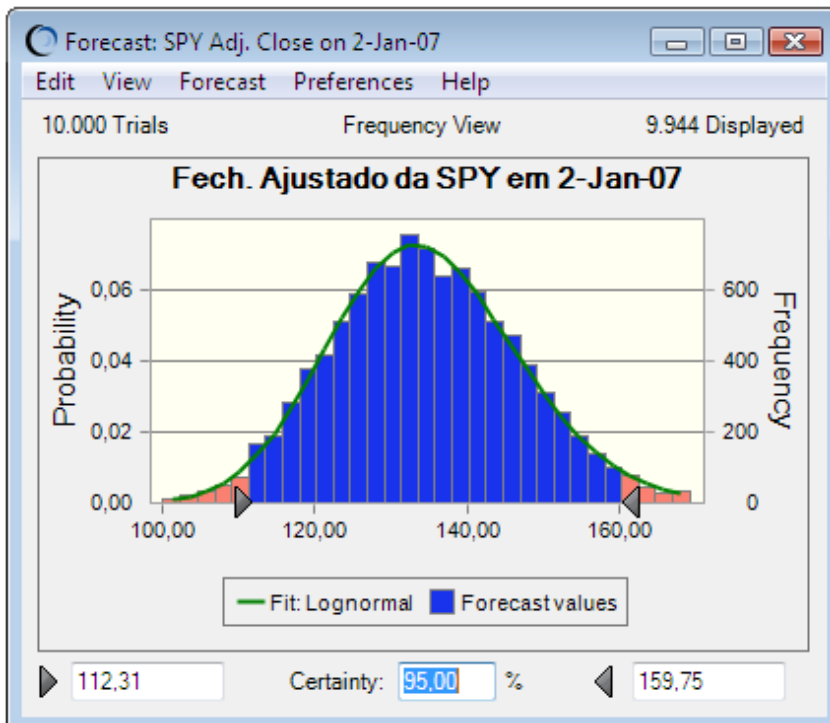 Forecast: SPY Adj. Close on 2-Jan-07
Edit View Forecast Preferences Help
10.000 Trials Frequency View 9.944 Displayed
Fech. Ajustado da SPY em 2-Jan-07
Probability
0,06
0,04
0,02
0,00
600
400
200
0
Frequency
100,00 120,00 140,00 160,00
Fit: Lognormal Forecast values
112,31 Certainty: 95,00 % 159,75